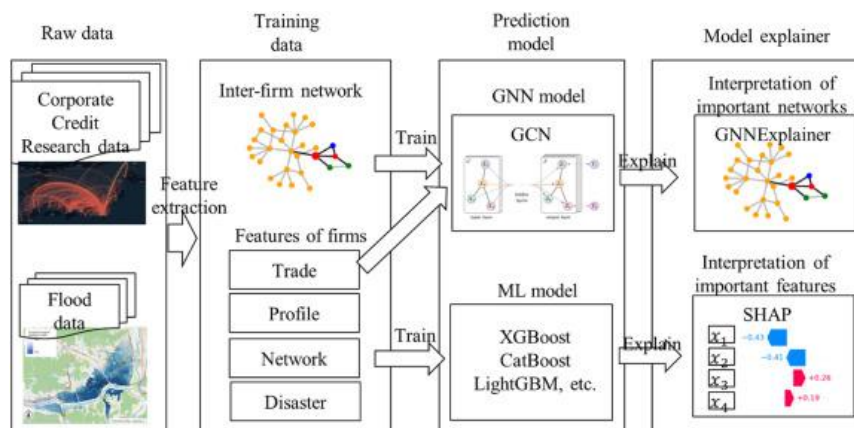 Raw data
Training
data
Prediction
model
Model explainer
Corporate
Credit
Research data
Feature
extraction
Flood
data
Inter-firm network
Features of firms
Trade
Profile
Network
Disaster
Train
Train
GNN model
GCN
ML model
XGBoost
CatBoost
LightGBM, etc.
Explain
Explain
Interpretation of
important networks
GNNExplainer
Interpretation of
important features
SHAP
x₁
−0.43
x₂
−0.41
x₃
+0.26
x₄
+0.19